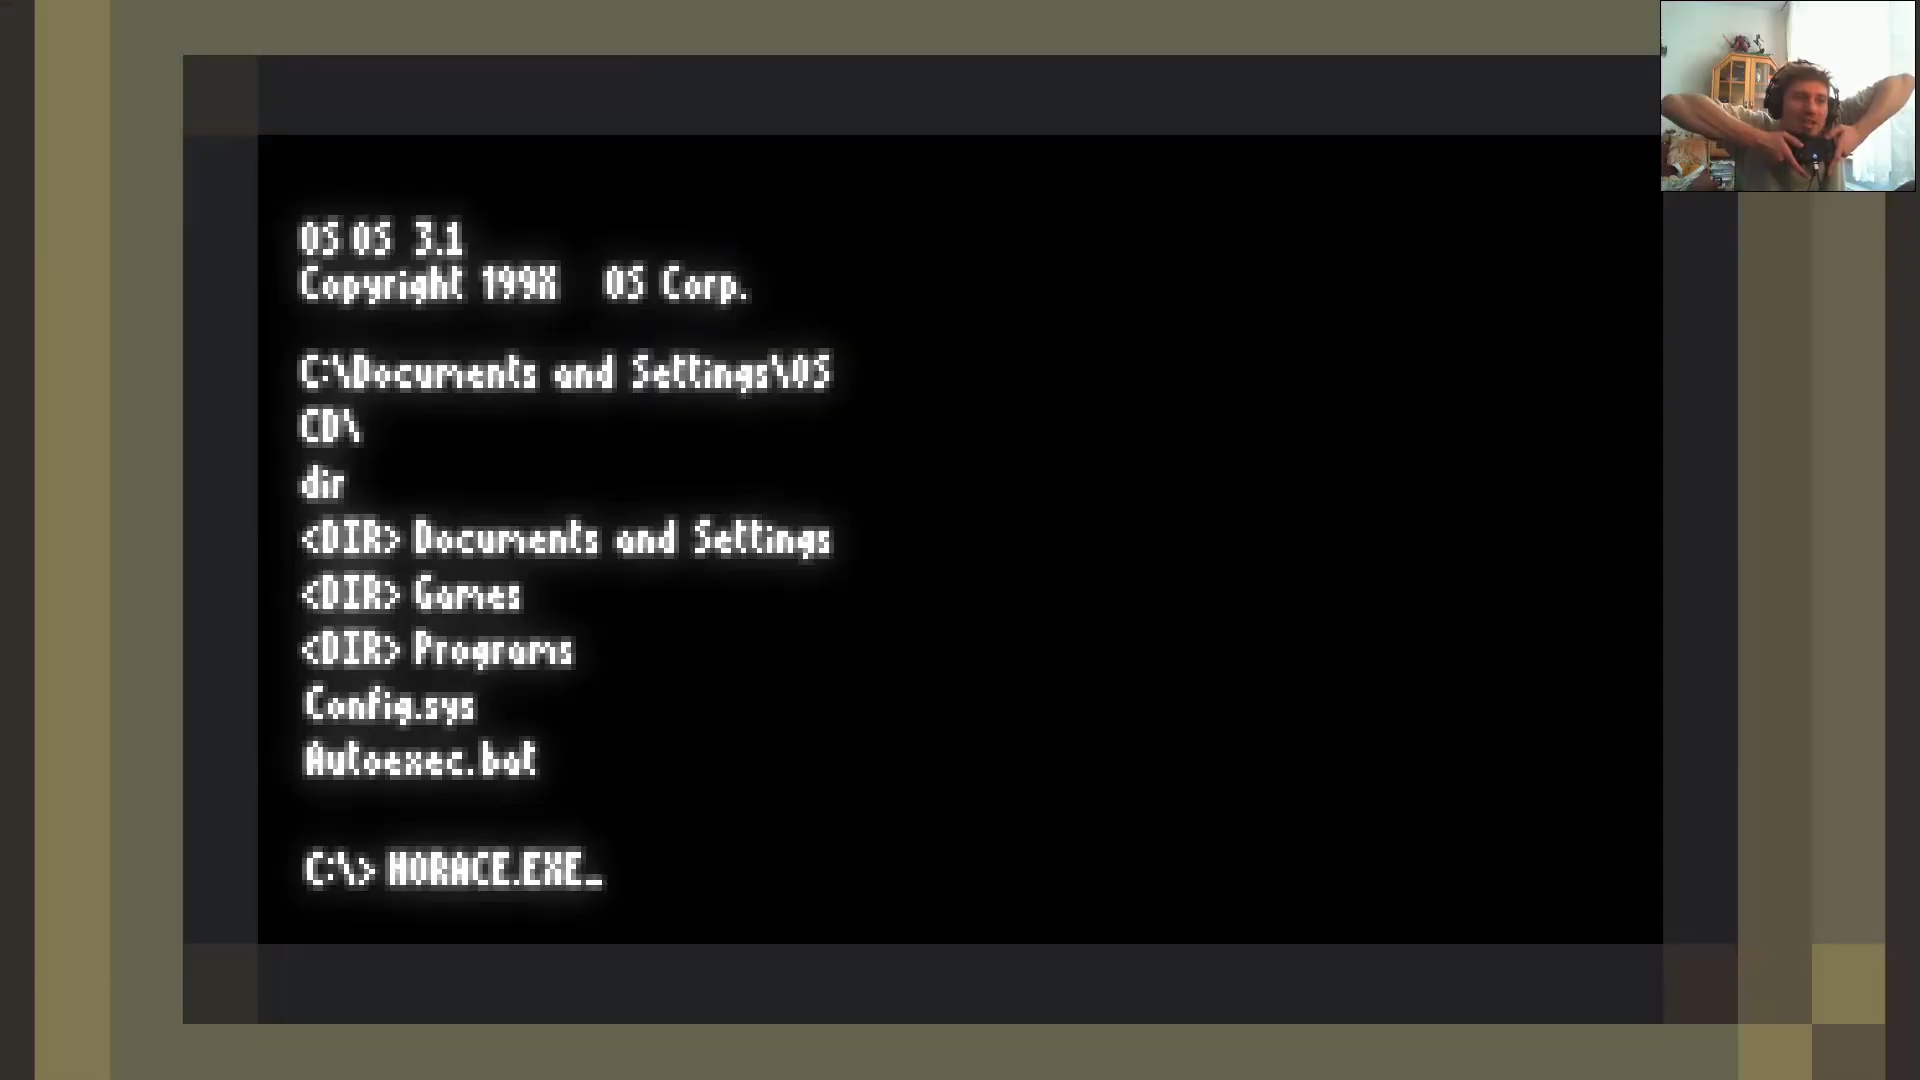 OS OS 3.1
Copyright 199X OS Corp.
C:\Documents and Settings\OS
CD\
dir
<DIR> Documents and Settings
<DIR> Games
<DIR> Programs
Config.sys
Autoexec.bat
C:\> HORACE.EXE_